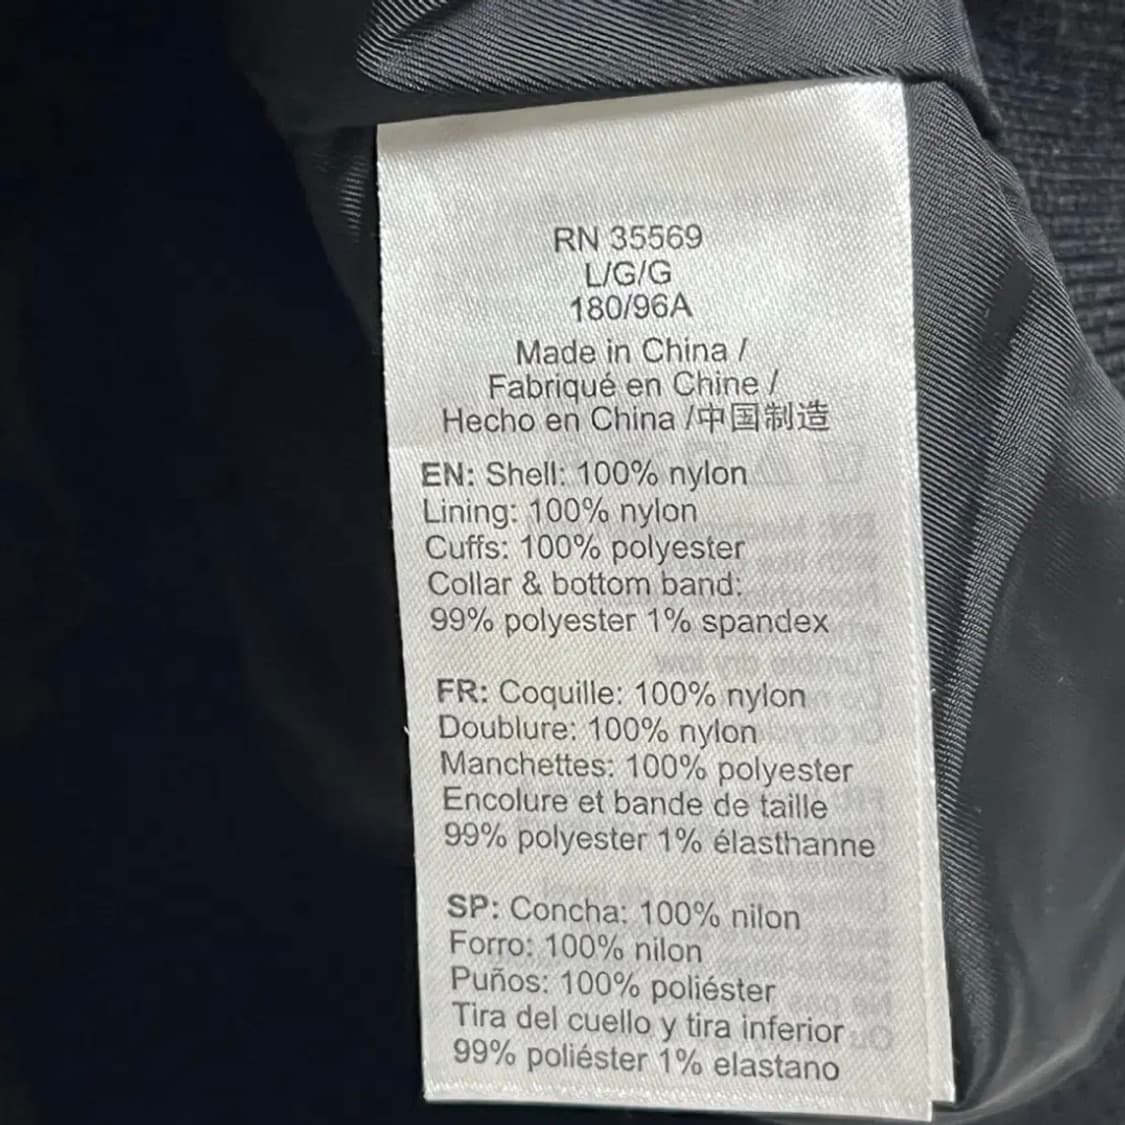 RN 35569
L/G/G
180/96A
Made in China /
Fabriqué en Chine /
Hecho en China /中国制造
EN: Shell: 100% nylon
Lining: 100% nylon
Cuffs: 100% polyester
Collar & bottom band:
99% polyester 1% spandex
FR: Coquille: 100% nylon
Doublure: 100% nylon
Manchettes: 100% polyester
Encolure et bande de taille
99% polyester 1% élasthanne
SP: Concha: 100% nilon
Forro: 100% nilon
Puños: 100% poliéster
Tira del cuello y tira inferior
99% poliéster 1% elastano